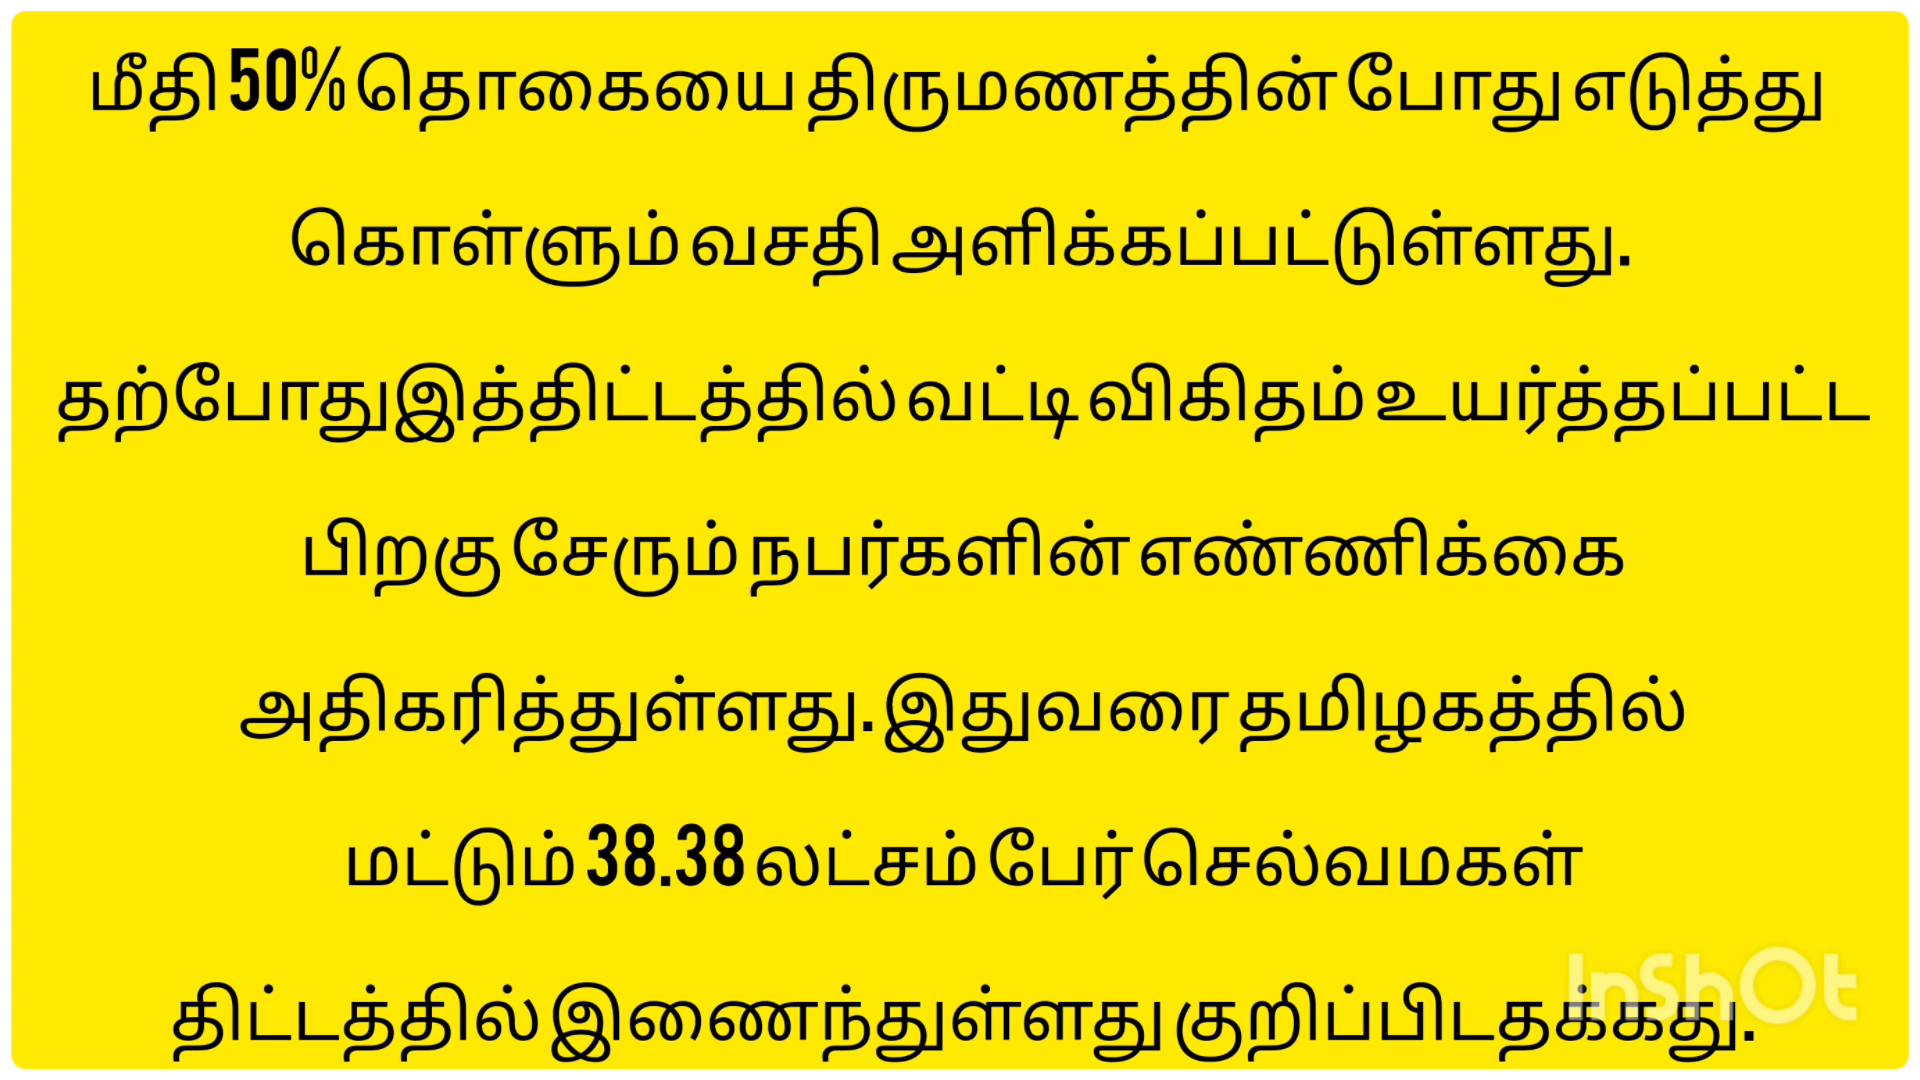 மீதி 50% தொகையை திருமணத்தின் போது எடுத்து
கொள்ளும் வசதி அளிக்கப்பட்டுள்ளது.
தற்போதுஇத்திட்டத்தில் வட்டி விகிதம் உயர்த்தப்பட்ட
பிறகு சேரும் நபர்களின் எண்ணிக்கை
அதிகரித்துள்ளது. இதுவரை தமிழகத்தில்
மட்டும் 38.38 லட்சம் பேர் செல்வமகள்
திட்டத்தில் இணைந்துள்ளது குறிப்பிடதக்கது.
InShOt